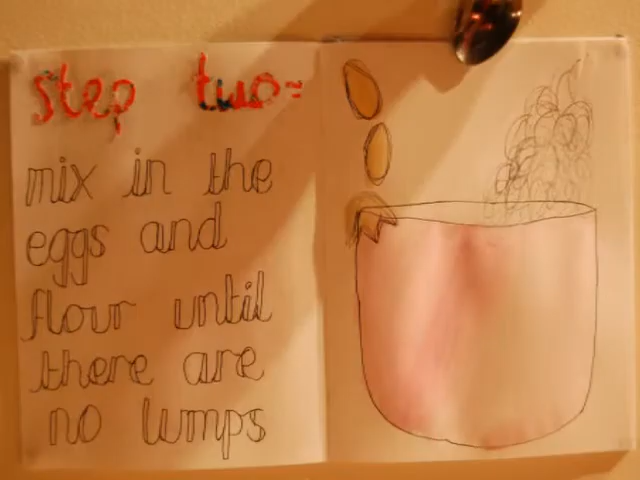 step two=
mix in the
eggs and
flour until
there are
no lumps